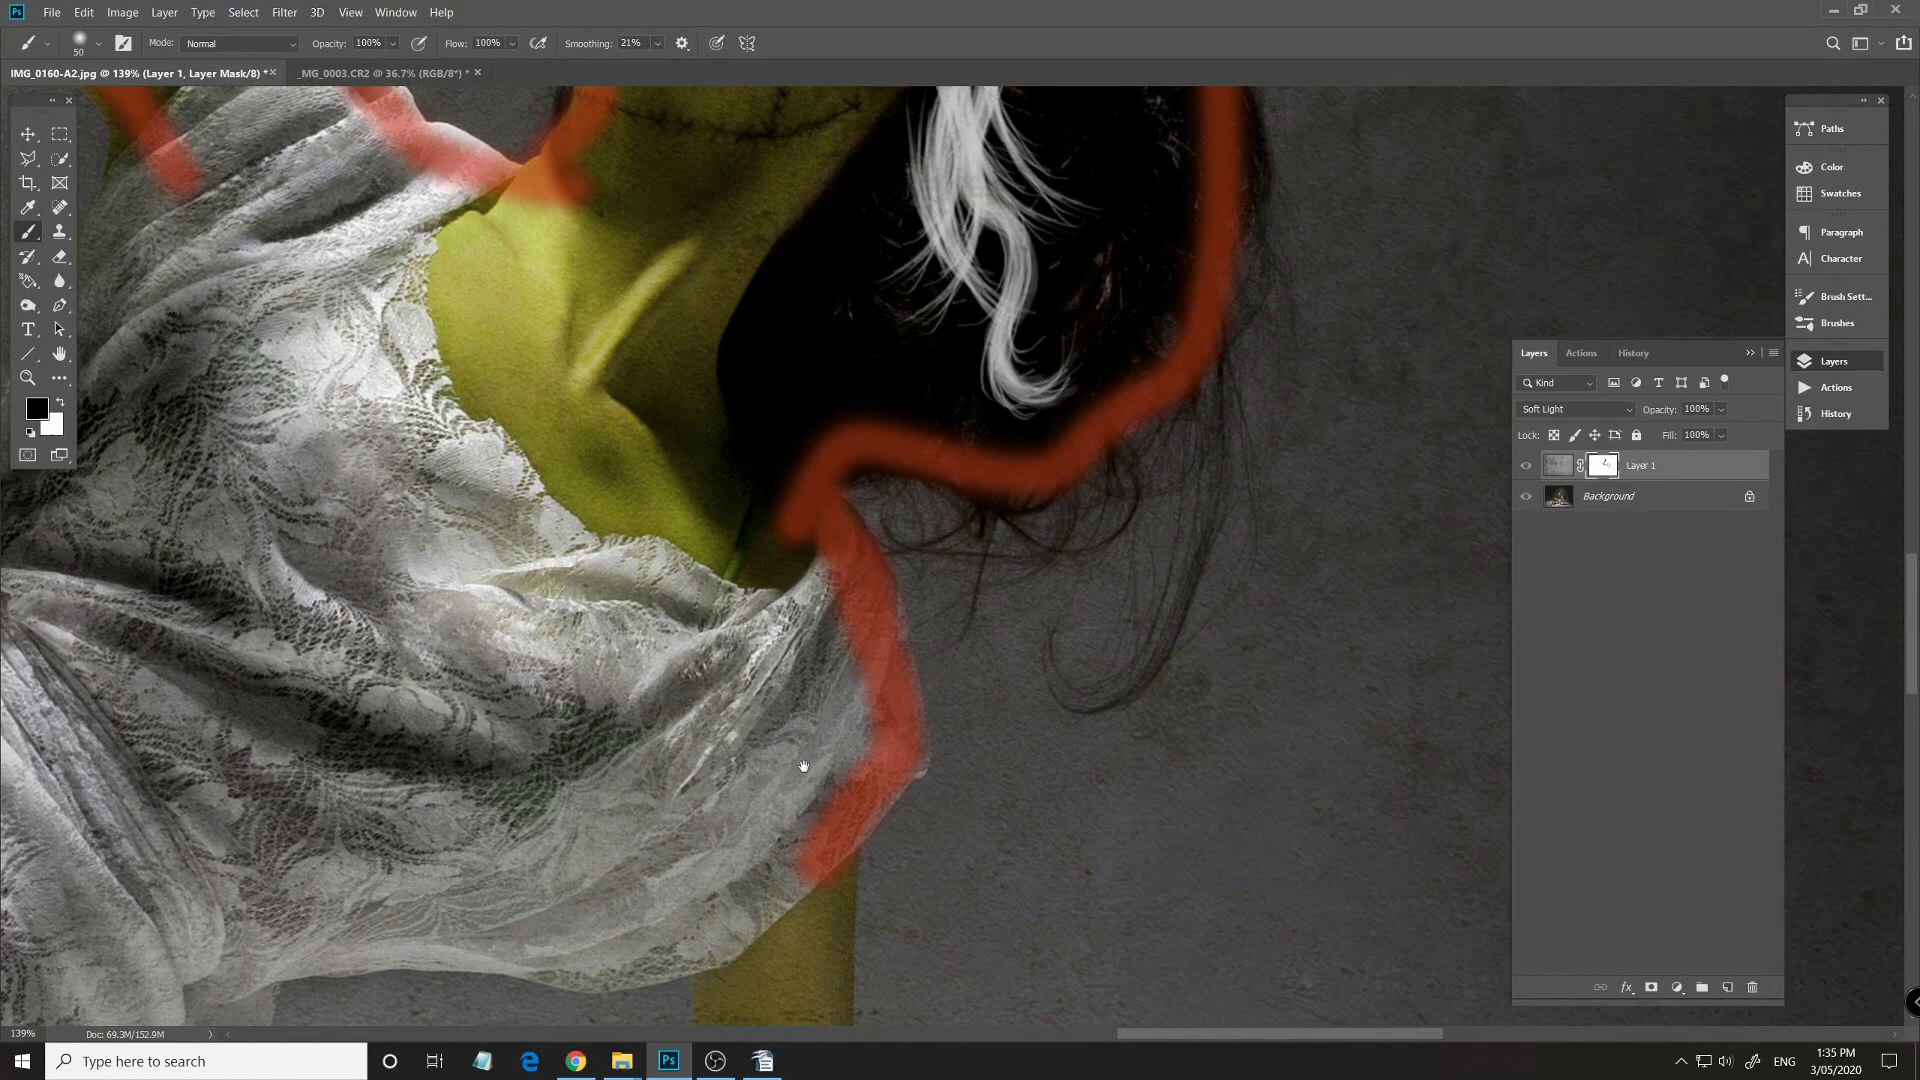 Ps File Edit Image Layer Type Select Filter 3D View Window Help
50 Mode: Normal Opacity: 100% Flow: 100% Smoothing: 21%
IMG_0160-A2.jpg @ 139% (Layer 1, Layer Mask/8) * _MG_0003.CR2 @ 36.7% (RGB/8*) *
Paths
Color
Swatches
Paragraph
Character
Brush Sett...
Brushes
Layers
Actions
History
Layers Actions History
Kind
Soft Light Opacity: 100%
Lock: Fill: 100%
Layer 1
Background
139% Doc: 69.3M/152.9M
Type here to search Ps ENG 1:35 PM
3/05/2020